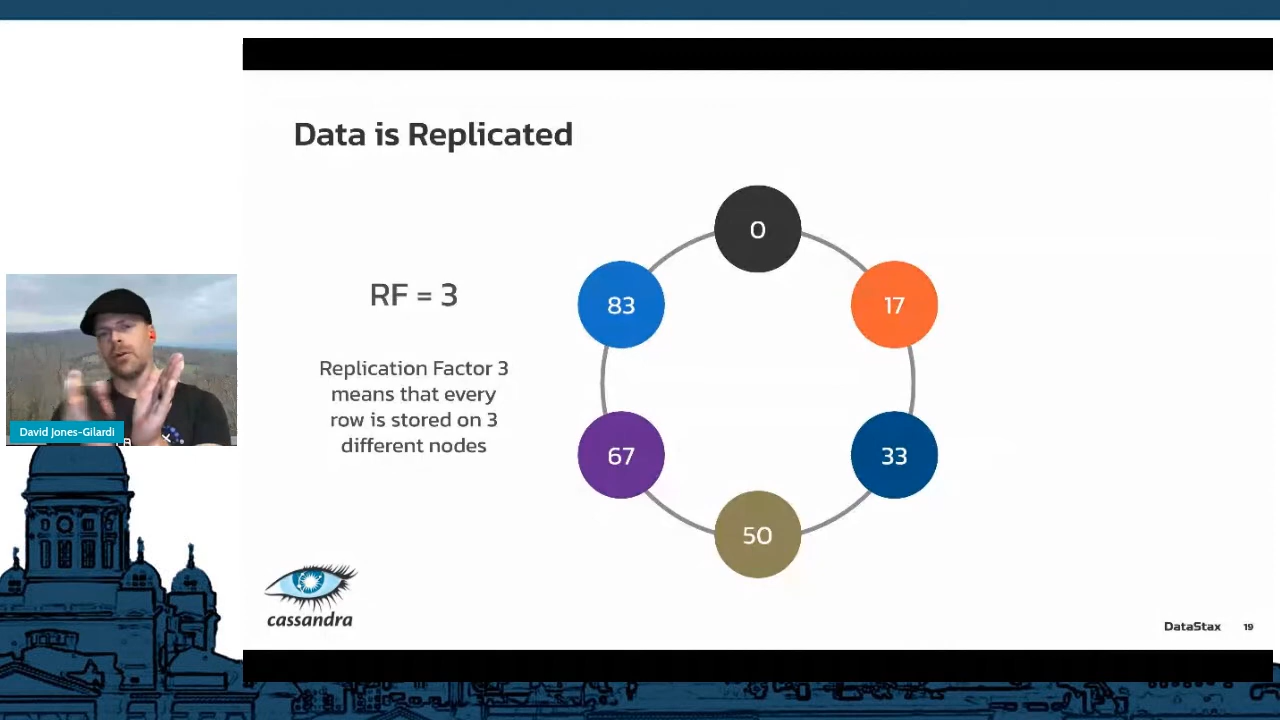 Data is Replicated
RF = 3
Replication Factor 3
means that every
row is stored on 3
different nodes
0
83
17
67
33
50
David Jones-Gilardi
cassandra
DataStax 19